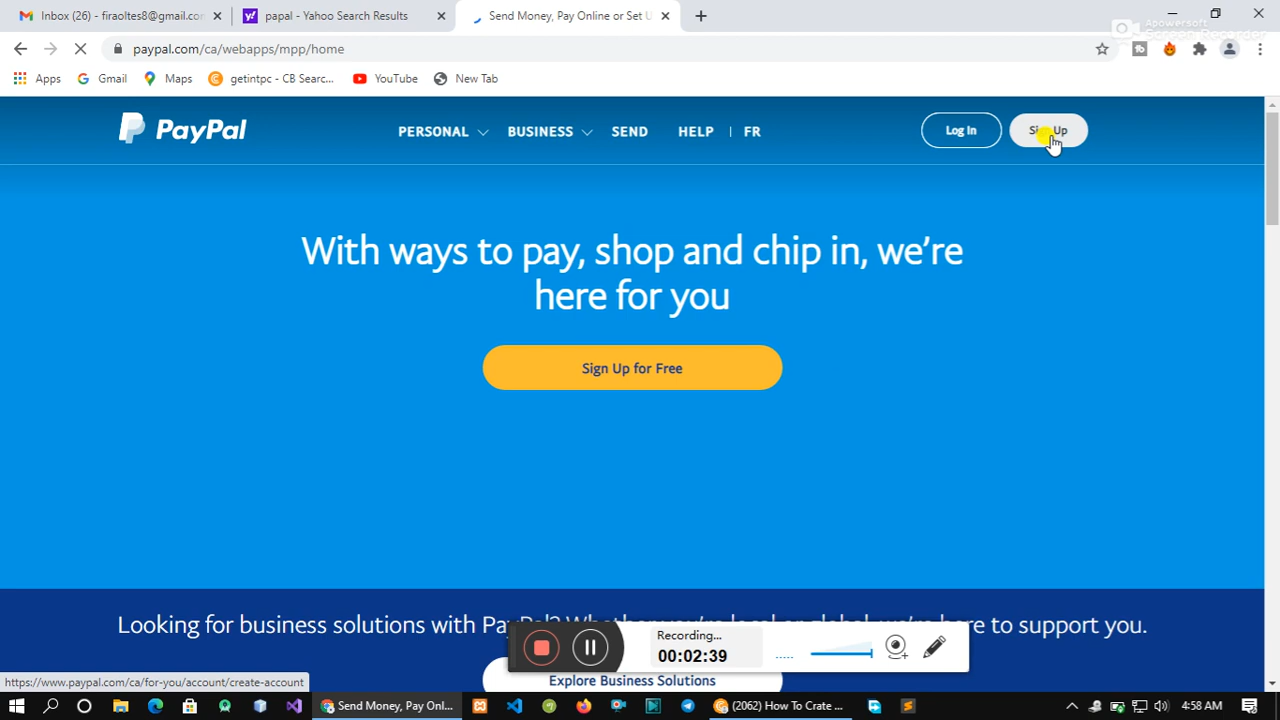 Inbox (26) - firaoltes8@gmail.com
papal - Yahoo Search Results
Send Money, Pay Online or Set U
Apowersoft
Screen Recorder
paypal.com/ca/webapps/mpp/home
Apps
Gmail
Maps
getintpc - CB Searc...
YouTube
New Tab
PayPal
PERSONAL
BUSINESS
SEND
HELP
FR
Log In
Sign Up
With ways to pay, shop and chip in, we're
here for you
Sign Up for Free
Looking for business solutions with PayPal? Whether you're local or global, we're here to support you.
Recording...
00:02:39
Explore Business Solutions
https://www.paypal.com/ca/for-you/account/create-account
Send Money, Pay Onl...
(2062) How To Crate ...
4:58 AM